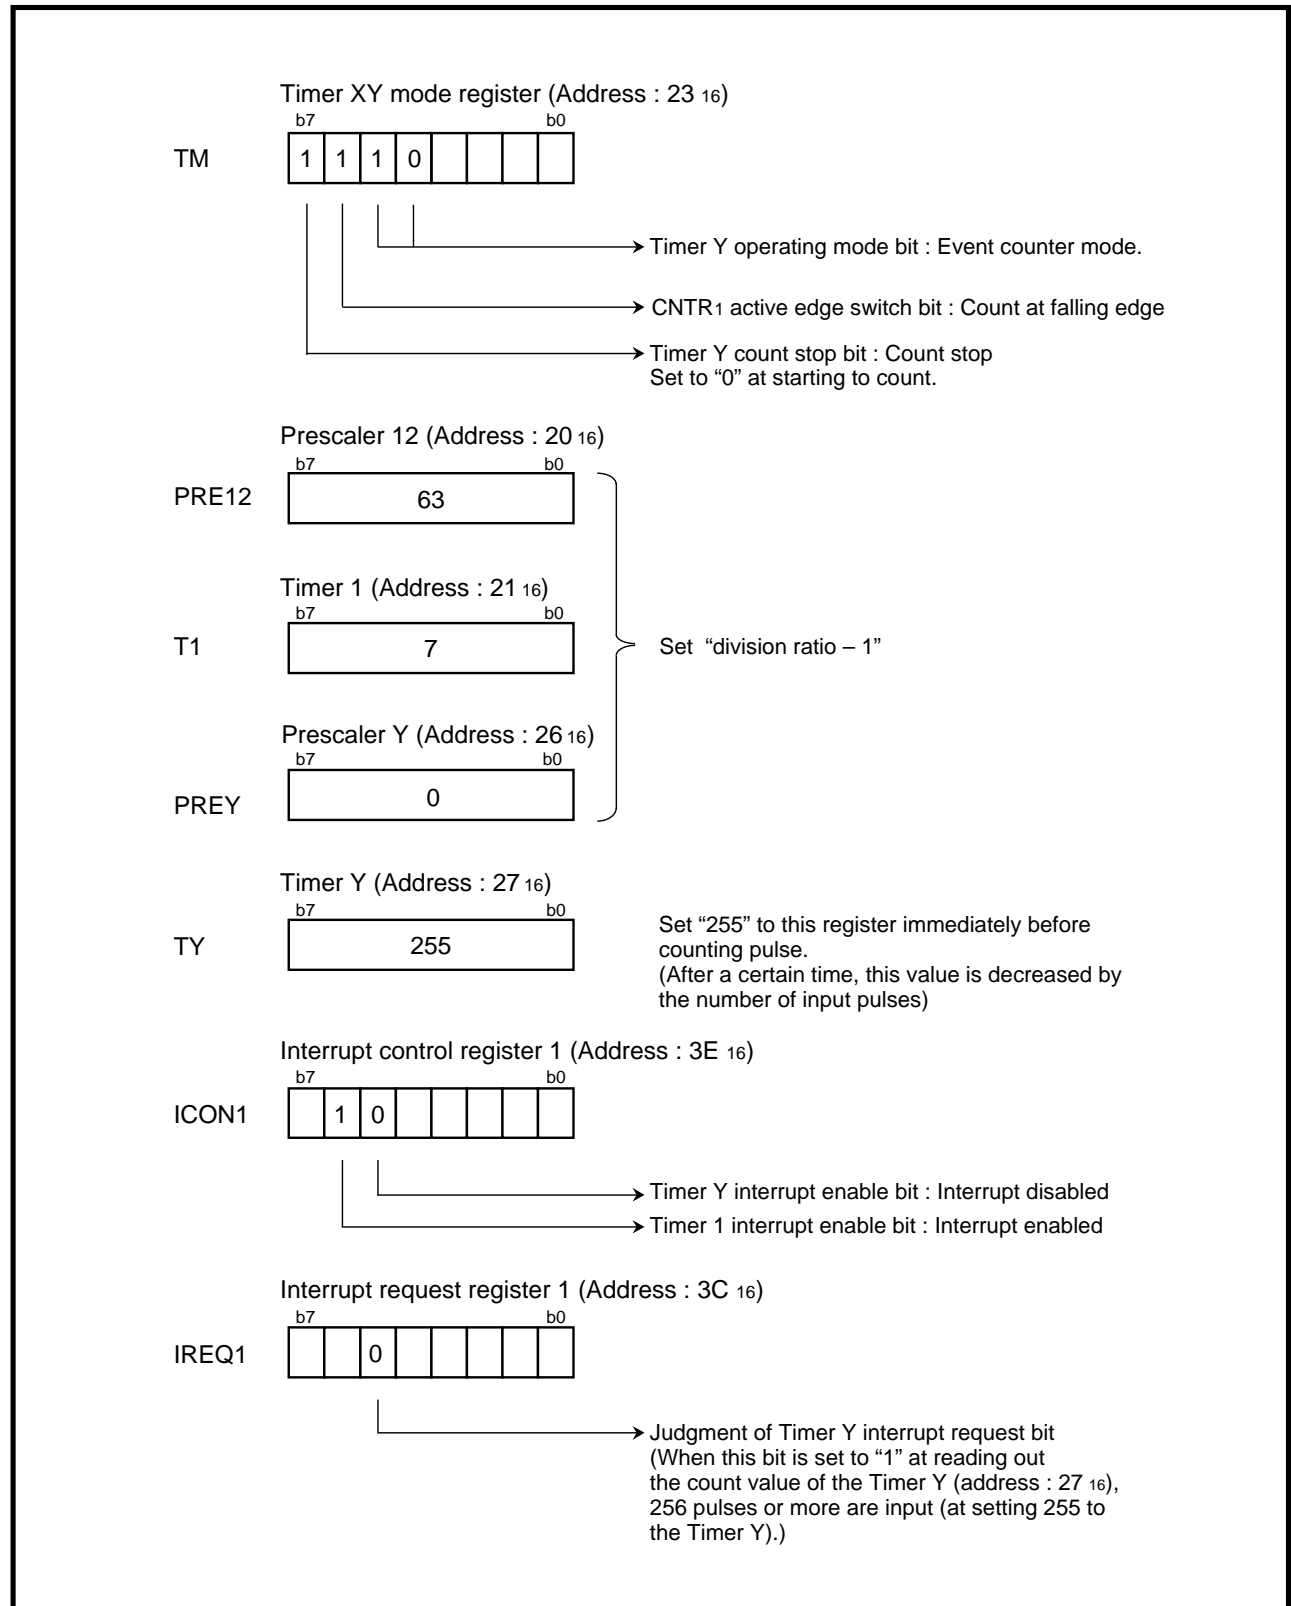 Timer XY mode register (Address : 23 16)
b7 b0
TM 1 1 1 0
Timer Y operating mode bit : Event counter mode.
CNTR1 active edge switch bit : Count at falling edge
Timer Y count stop bit : Count stop
Set to “0” at starting to count.
Prescaler 12 (Address : 20 16)
b7 b0
PRE12 63
Timer 1 (Address : 21 16)
b7 b0
T1 7 Set “division ratio – 1”
Prescaler Y (Address : 26 16)
b7 b0
PREY 0
Timer Y (Address : 27 16)
b7 b0
TY 255
Set “255” to this register immediately before
counting pulse.
(After a certain time, this value is decreased by
the number of input pulses)
Interrupt control register 1 (Address : 3E 16)
b7 b0
ICON1 1 0
Timer Y interrupt enable bit : Interrupt disabled
Timer 1 interrupt enable bit : Interrupt enabled
Interrupt request register 1 (Address : 3C 16)
b7 b0
IREQ1 0
Judgment of Timer Y interrupt request bit
(When this bit is set to “1” at reading out
the count value of the Timer Y (address : 27 16),
256 pulses or more are input (at setting 255 to
the Timer Y).)